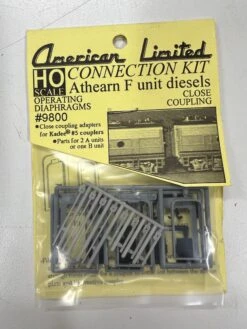 American Limited
HO
SCALE
CONNECTION KIT
Athearn F unit diesels
OPERATING
DIAPHRAGMS
#9800
CLOSE
COUPLING
• Close coupling adapters
for Kadee® #5 couplers
• Parts for 2 A units
or one B unit